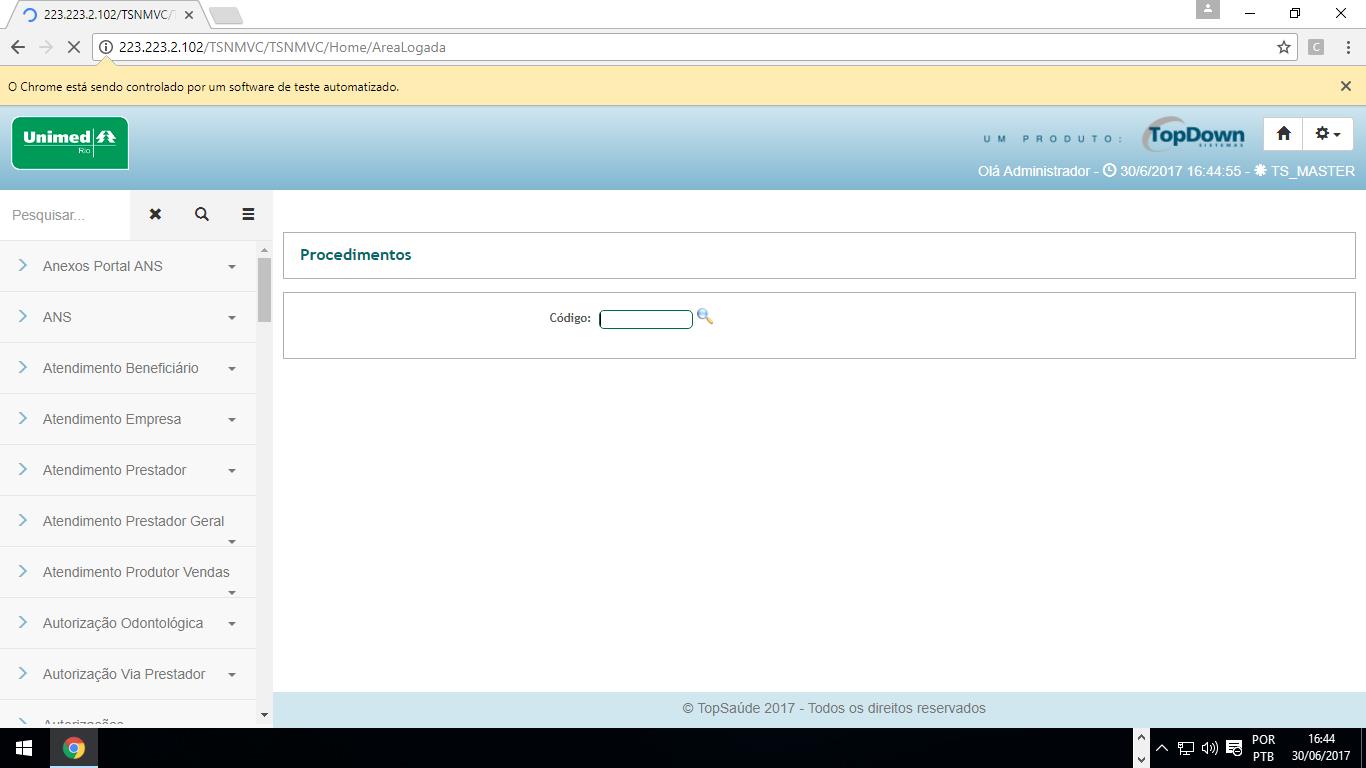 223.223.2.102/TSNMVC/T
223.223.2.102/TSNMVC/TSNMVC/Home/AreaLogada
C
O Chrome está sendo controlado por um software de teste automatizado.
Unimed
Rio
UM PRODUTO:
TopDown
SISTEMAS
Olá Administrador - 30/6/2017 16:44:55 - TS_MASTER
Pesquisar...
Anexos Portal ANS
ANS
Atendimento Beneficiário
Atendimento Empresa
Atendimento Prestador
Atendimento Prestador Geral
Atendimento Produtor Vendas
Autorização Odontológica
Autorização Via Prestador
Autorizações
Procedimentos
Código:
© TopSaúde 2017 - Todos os direitos reservados
POR
PTB
16:44
30/06/2017